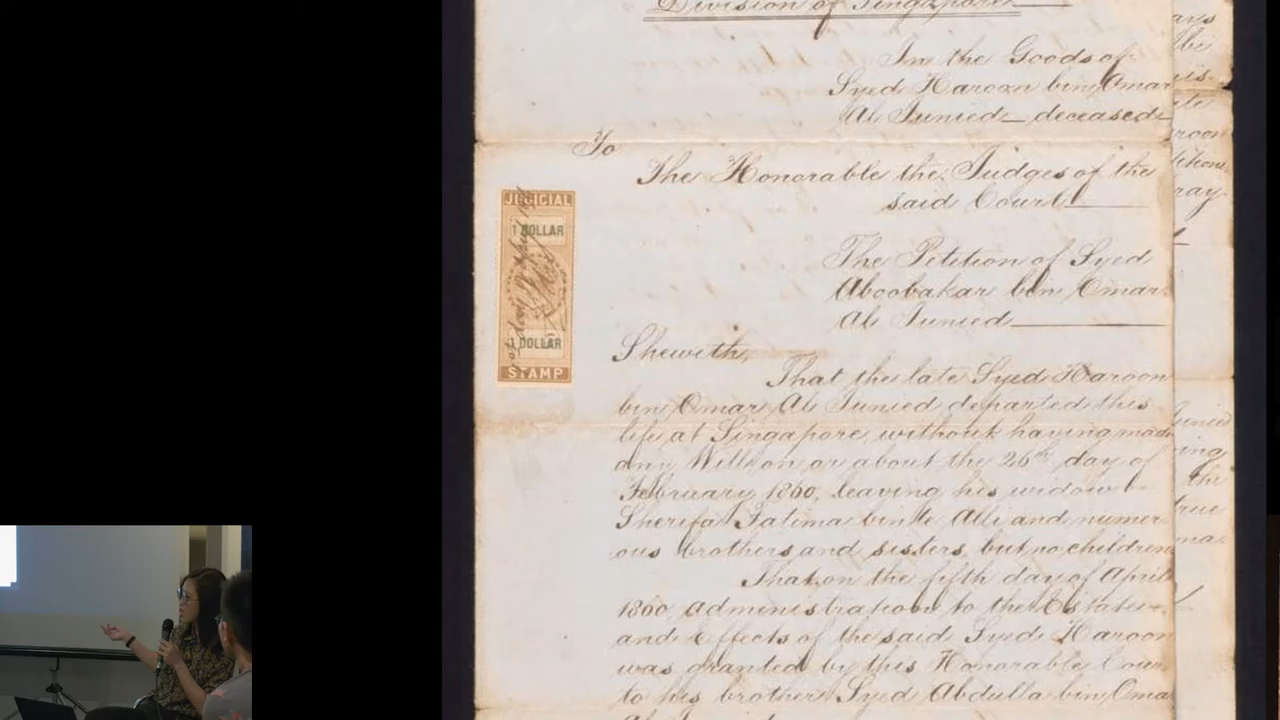 Division of Singapore
In the Goods of
Syed Haroon bin Omar
Al Junied deceased
To
The Honorable the Judges of the
said Court
JUDICIAL
1 DOLLAR
1 DOLLAR
STAMP
The Petition of Syed
Aboobakar bin Omar
Al Junied
Sheweth,
That the late Syed Haroon
bin Omar Al Junied departed this
life at Singapore without having made
any Will on or about the 26th day of
February 1860, leaving his widow
Sherifa Fatima binte Alli and numer
ous brothers and sisters, but no children
That on the fifth day of April
1860 administration to the Estate
and Effects of the said Syed Haroon
was granted by this Honorable Court
to his brother Syed Abdulla bin Omar